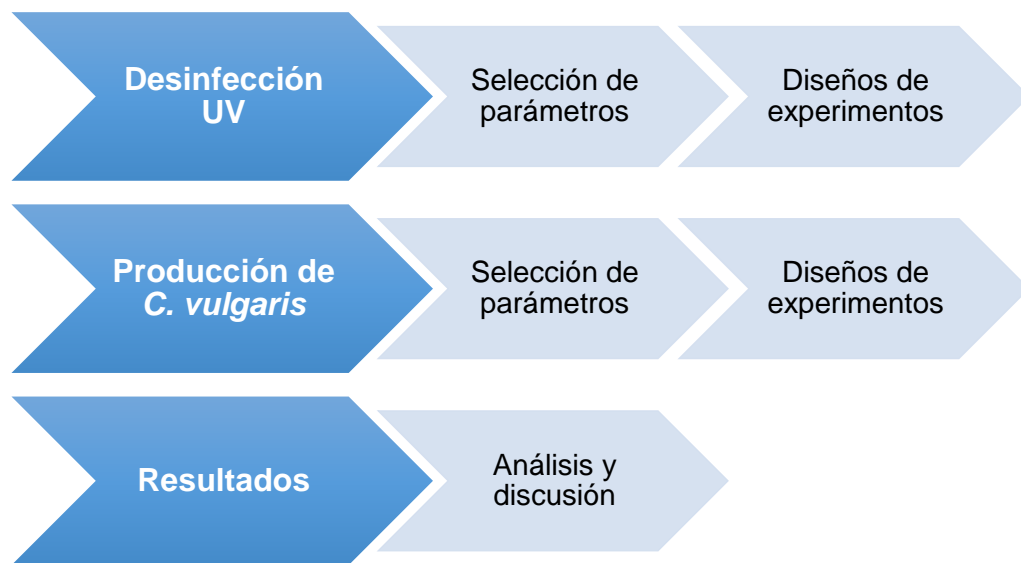 Desinfección
UV
Selección de
parámetros
Diseños de
experimentos
Producción de
C. vulgaris
Selección de
parámetros
Diseños de
experimentos
Resultados
Análisis y
discusión